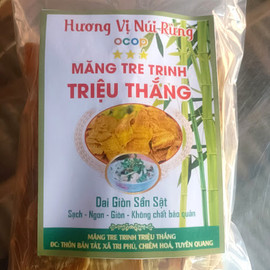 Hương Vị Núi Rừng
OCOP
MĂNG TRE TRINH
TRIỆU THẮNG
Dai Giòn Sần Sật
Sạch - Ngon - Giòn - Không chất bảo quản
MĂNG TRE TRINH TRIỆU THẮNG
ĐC: THÔN BẢN TÁT, XÃ TRI PHÚ, CHIÊM HOÁ, TUYÊN QUANG